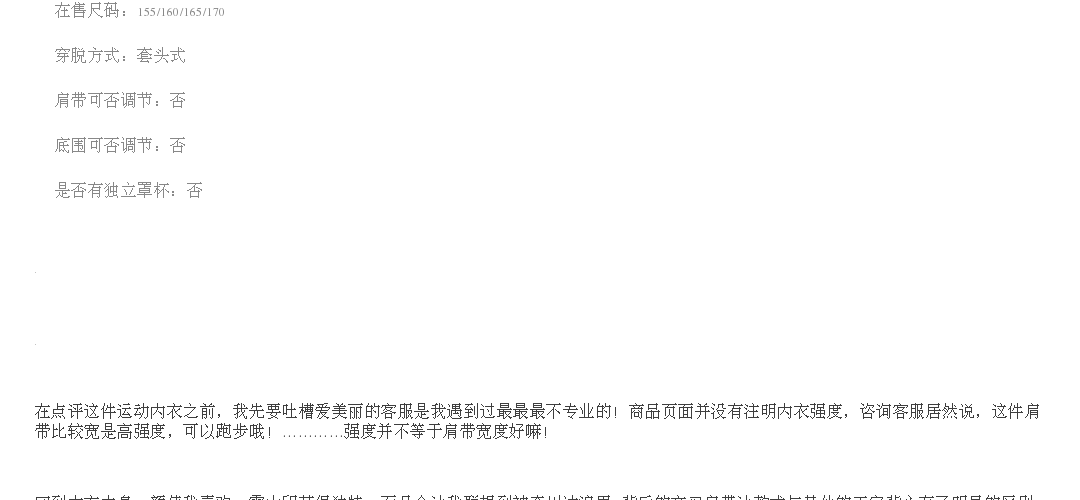 在售尺码：155/160/165/170
穿脱方式：套头式
肩带可否调节：否
底围可否调节：否
是否有独立罩杯：否
在点评这件运动内衣之前，我先要吐槽爱美丽的客服是我遇到过最最最不专业的！商品页面并没有注明内衣强度，咨询客服居然说，这件肩
带比较宽是高强度，可以跑步哦！…………强度并不等于肩带宽度好嘛！